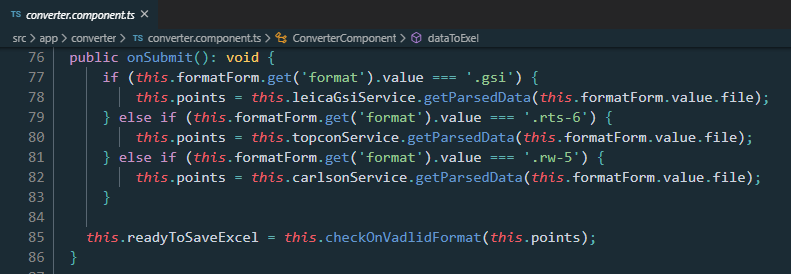 TS converter.component.ts ×
src > app > converter > TS converter.component.ts > ConverterComponent > dataToExel
76 public onSubmit(): void {
77 if (this.formatForm.get('format').value === '.gsi') {
78 this.points = this.leicaGsiService.getParsedData(this.formatForm.value.file);
79 } else if (this.formatForm.get('format').value === '.rts-6') {
80 this.points = this.topconService.getParsedData(this.formatForm.value.file);
81 } else if (this.formatForm.get('format').value === '.rw-5') {
82 this.points = this.carlsonService.getParsedData(this.formatForm.value.file);
83 }
84
85 this.readyToSaveExcel = this.checkOnVadlidFormat(this.points);
86 }